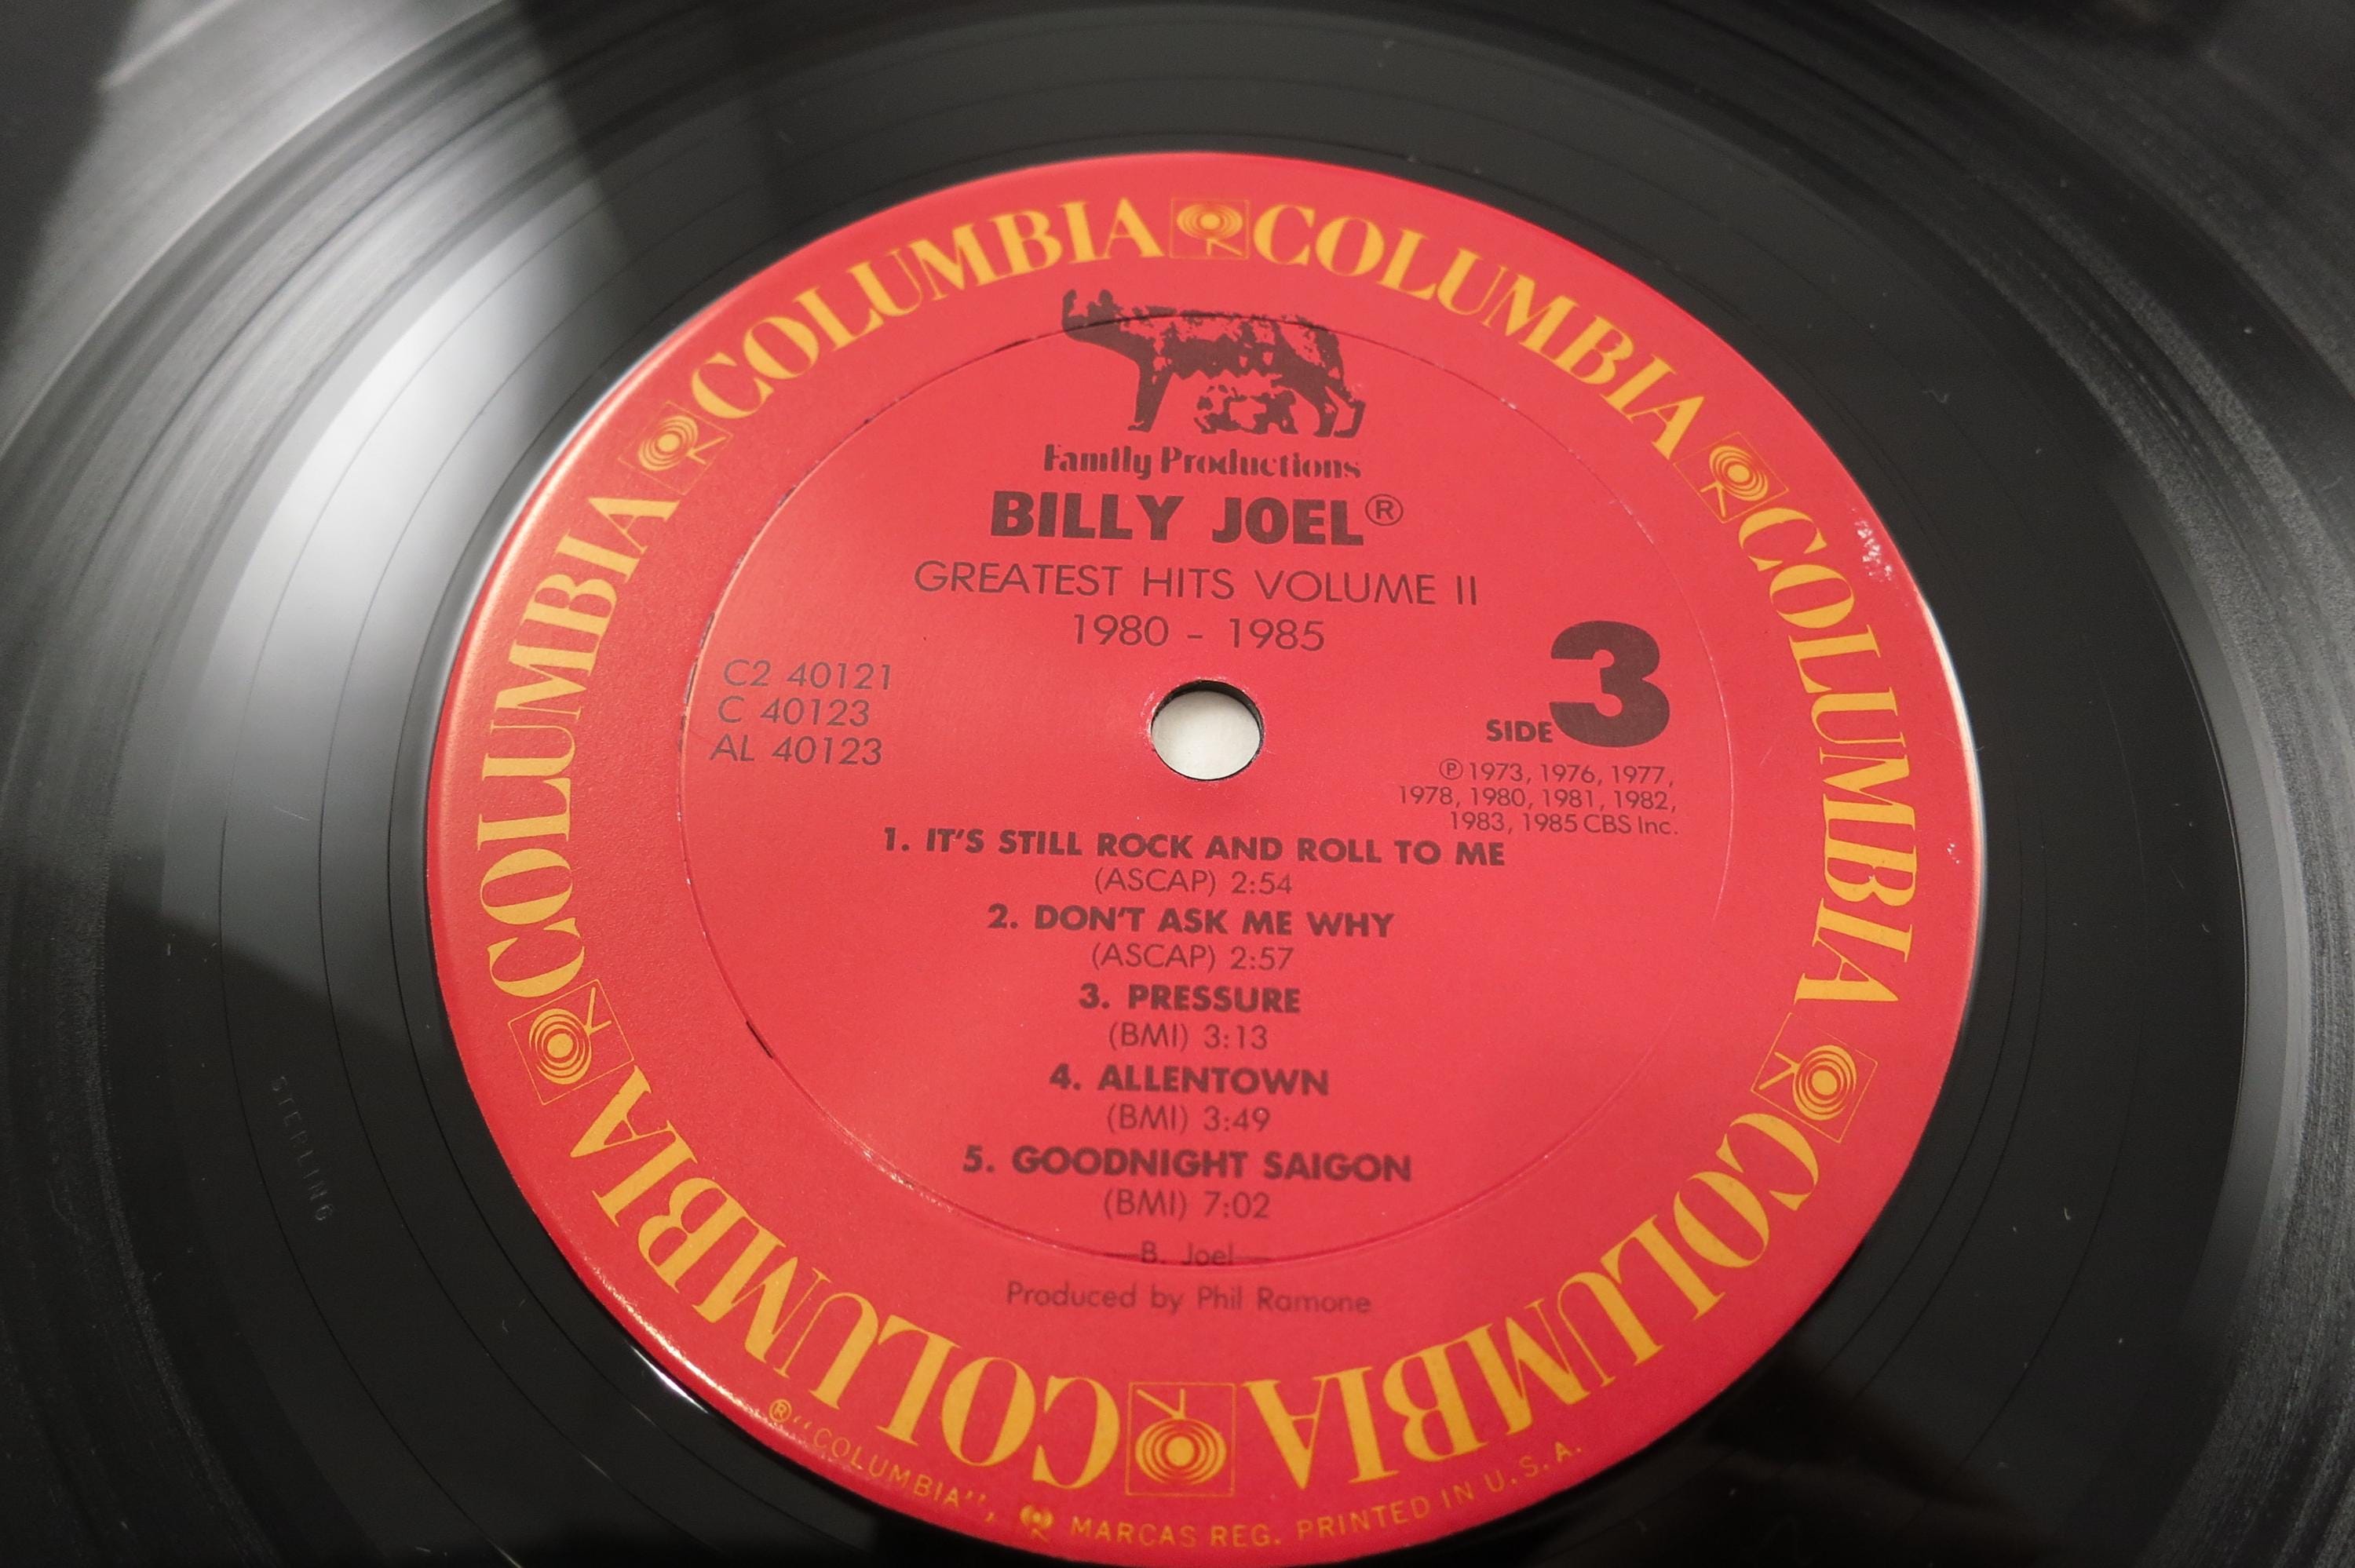 COLUMBIA COLUMBIA COLUMBIA COLUMBIA COLUMBIA COLUMBIA
Family Productions
BILLY JOEL®
GREATEST HITS VOLUME II
1980 - 1985
C2 40121
C 40123
AL 40123
SIDE 3
Ⓟ 1973, 1976, 1977,
1978, 1980, 1981, 1982,
1983, 1985 CBS Inc.
1. IT'S STILL ROCK AND ROLL TO ME
(ASCAP) 2:54
2. DON'T ASK ME WHY
(ASCAP) 2:57
3. PRESSURE
(BMI) 3:13
4. ALLENTOWN
(BMI) 3:49
5. GOODNIGHT SAIGON
(BMI) 7:02
—B. Joel—
Produced by Phil Ramone
® "COLUMBIA", MARCAS REG. PRINTED IN U.S.A.
STERLING